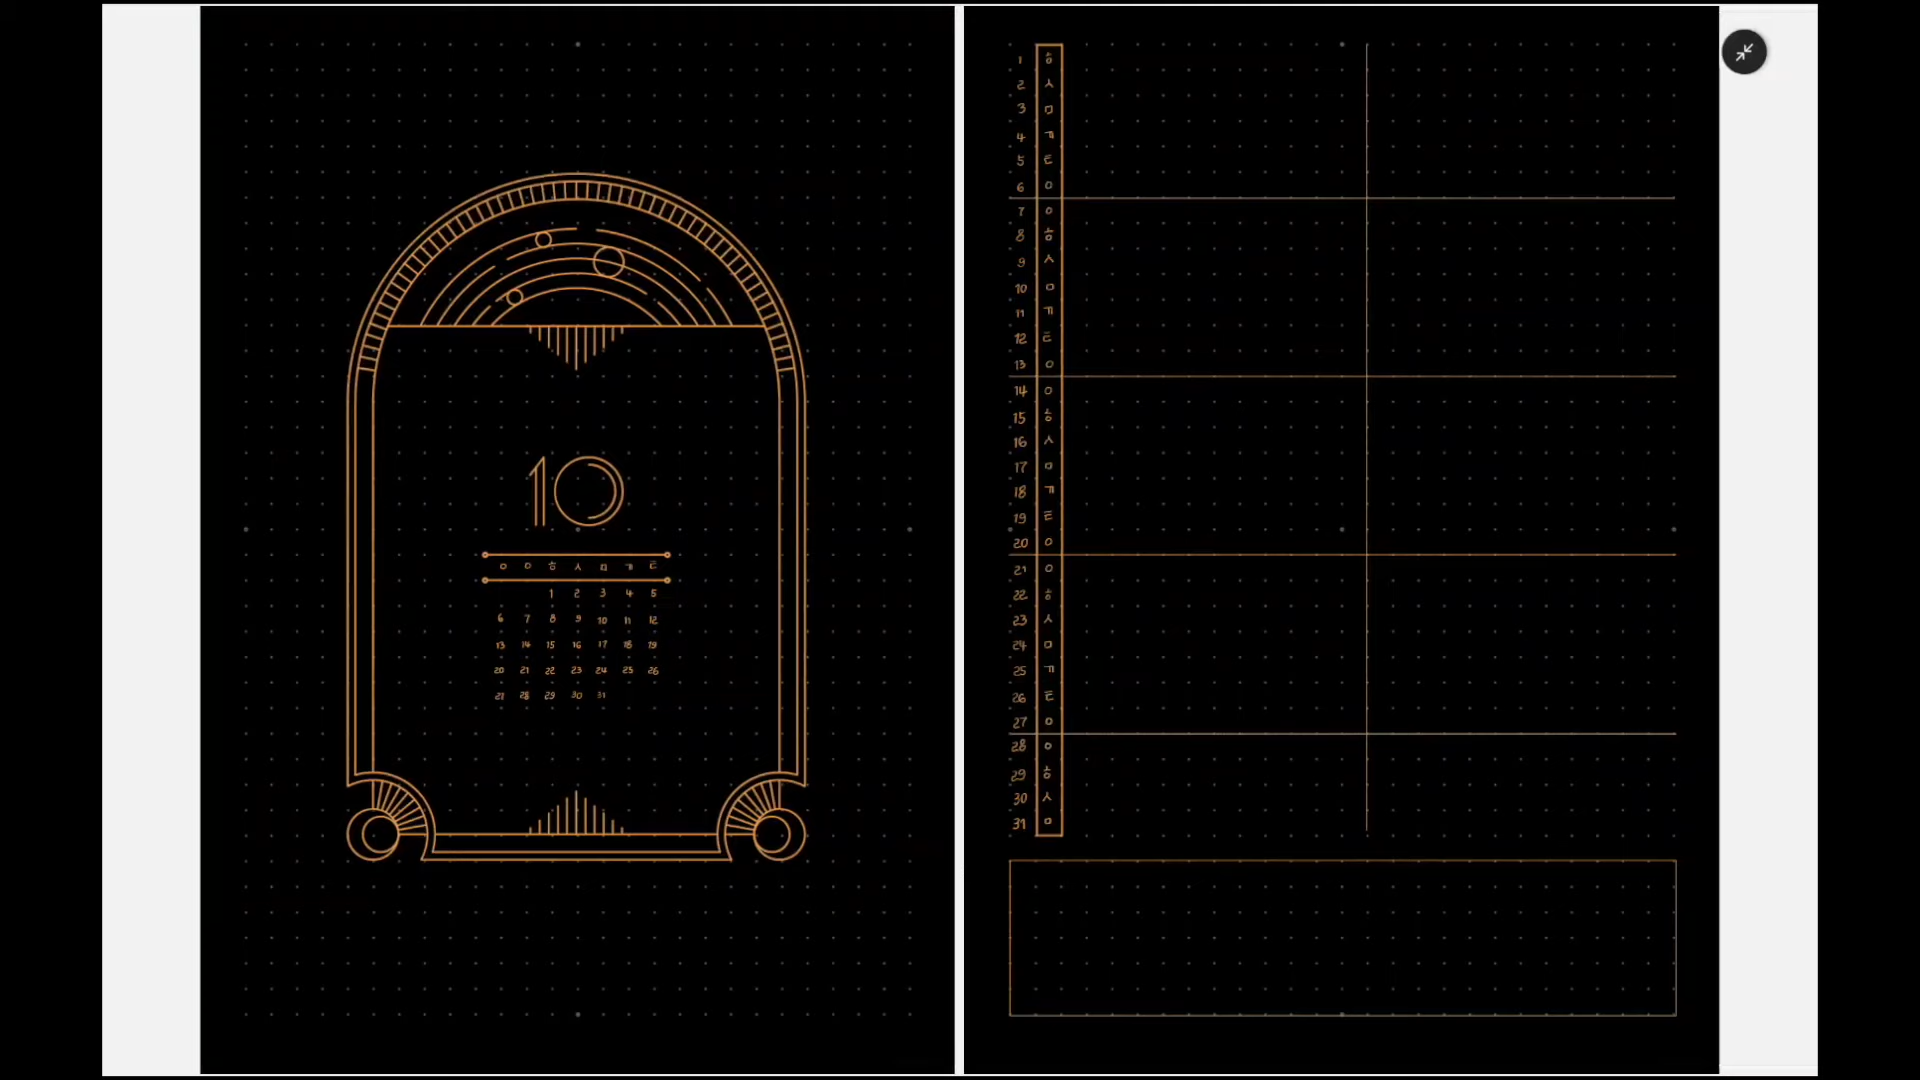 10
ㅇ ㅇ ㅎ ㅅ ㅁ ㄲ ㅌ
1 2 3 4 5
6 7 8 9 10 11 12
13 14 15 16 17 18 19
20 21 22 23 24 25 26
27 28 29 30 31
1 ㅎ
2 ㅅ
3 ㅁ
4 ㄲ
5 ㅌ
6 ㅇ
7 ㅇ
8 ㅎ
9 ㅅ
10 ㅁ
11 ㄲ
12 ㅌ
13 ㅇ
14 ㅇ
15 ㅎ
16 ㅅ
17 ㅁ
18 ㄲ
19 ㅌ
20 ㅇ
21 ㅇ
22 ㅎ
23 ㅅ
24 ㅁ
25 ㄲ
26 ㅌ
27 ㅇ
28 ㅇ
29 ㅎ
30 ㅅ
31 ㅁ